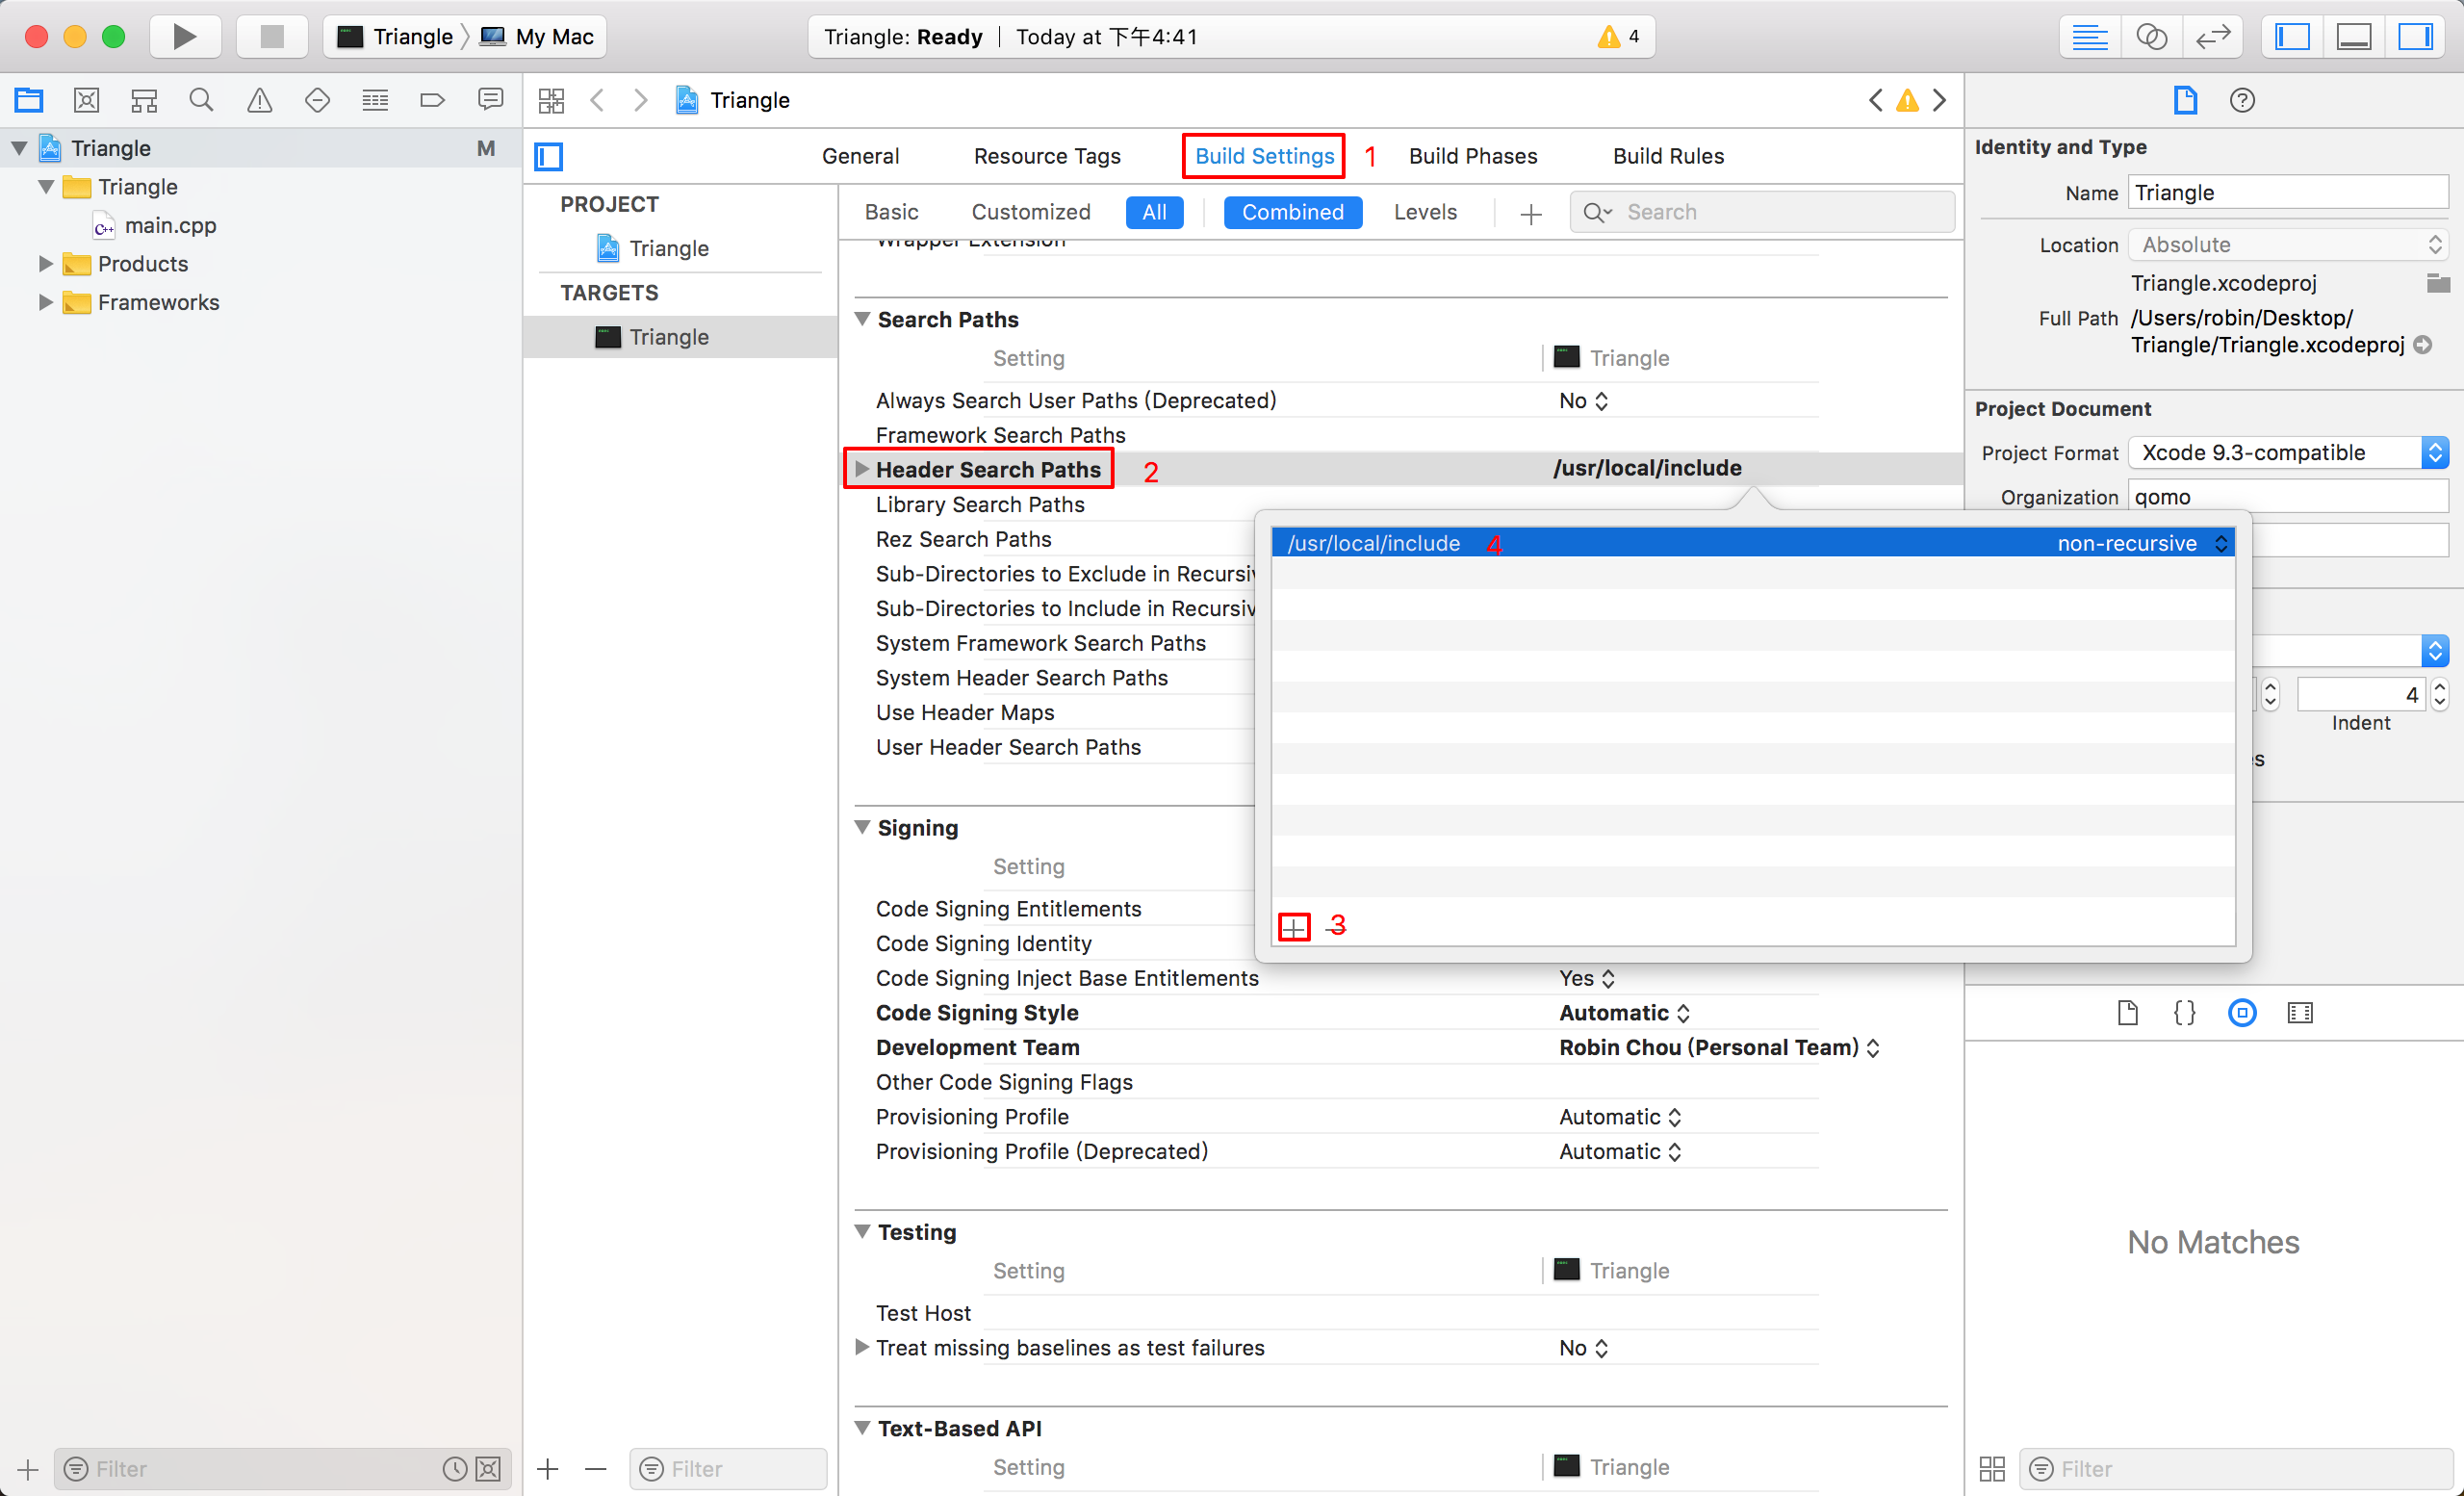 Triangle My Mac
Triangle: Ready Today at 下午4:41 4
Triangle
Triangle M
Triangle
main.cpp
Products
Frameworks
Filter
General Resource Tags Build Settings 1 Build Phases Build Rules
PROJECT
Triangle
TARGETS
Triangle
Filter
Basic Customized All Combined Levels Search
Wrapper Extension
Search Paths
Setting Triangle
Always Search User Paths (Deprecated) No
Framework Search Paths
Header Search Paths 2 /usr/local/include
Library Search Paths
Rez Search Paths
Sub-Directories to Exclude in Recursiv
Sub-Directories to Include in Recursiv
System Framework Search Paths
System Header Search Paths
Use Header Maps
User Header Search Paths
/usr/local/include 4 non-recursive
3
Signing
Setting
Code Signing Entitlements
Code Signing Identity
Code Signing Inject Base Entitlements Yes
Code Signing Style Automatic
Development Team Robin Chou (Personal Team)
Other Code Signing Flags
Provisioning Profile Automatic
Provisioning Profile (Deprecated) Automatic
Testing
Setting Triangle
Test Host
Treat missing baselines as test failures No
Text-Based API
Setting Triangle
Identity and Type
Name Triangle
Location Absolute
Triangle.xcodeproj
Full Path /Users/robin/Desktop/
Triangle/Triangle.xcodeproj
Project Document
Project Format Xcode 9.3-compatible
Organization qomo
4
Indent
No Matches
Filter